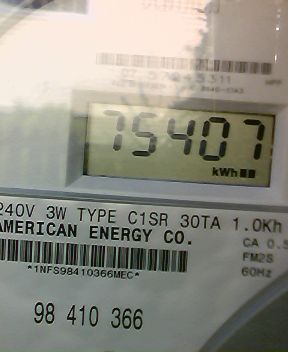 75407
kWh
240V 3W TYPE C1SR 30TA 1.0Kh
AMERICAN ENERGY CO.
CA 0.5
FM2S
60Hz
*1NFS98410366MEC*
98 410 366